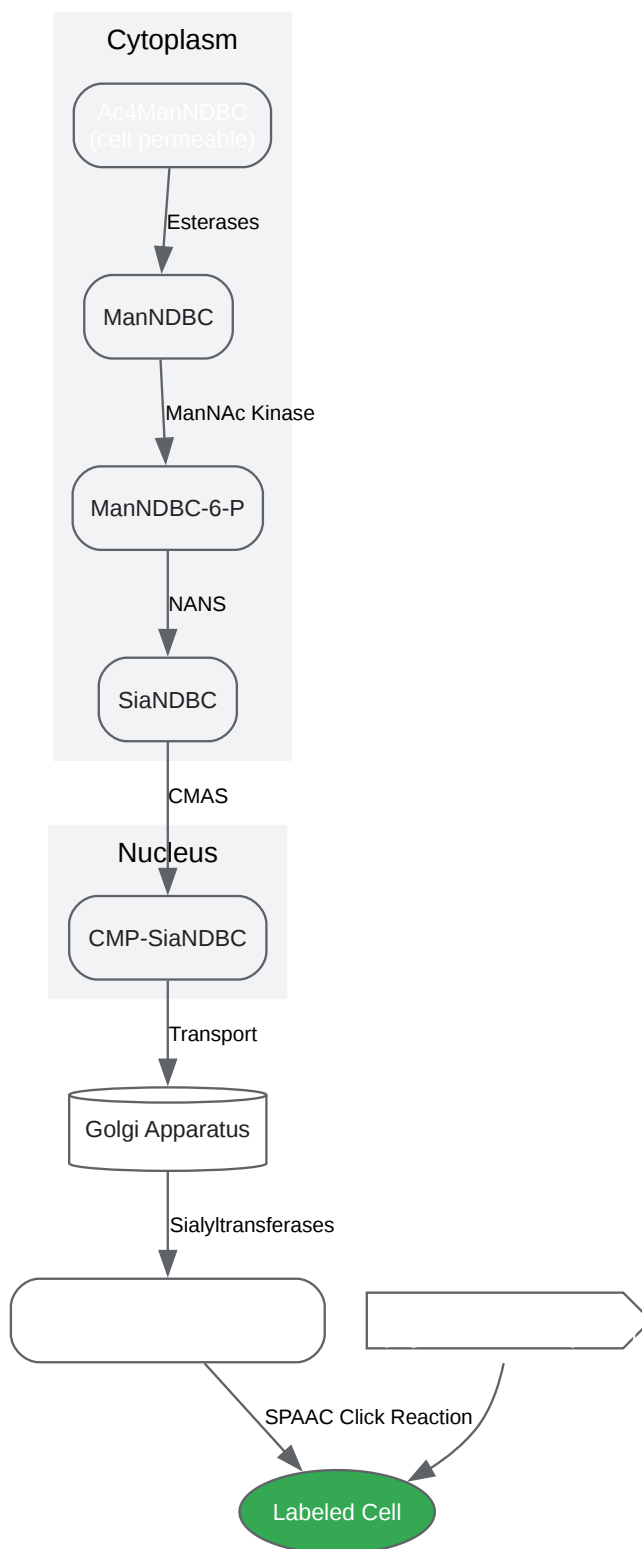 Cytoplasm
Ac4ManNDBC
(cell permeable)
Esterases
ManNDBC
ManNAc Kinase
ManNDBC-6-P
NANS
SiaNDBC
CMAS
Nucleus
CMP-SiaNDBC
Transport
Golgi Apparatus
Sialyltransferases
SPAAC Click Reaction
Labeled Cell